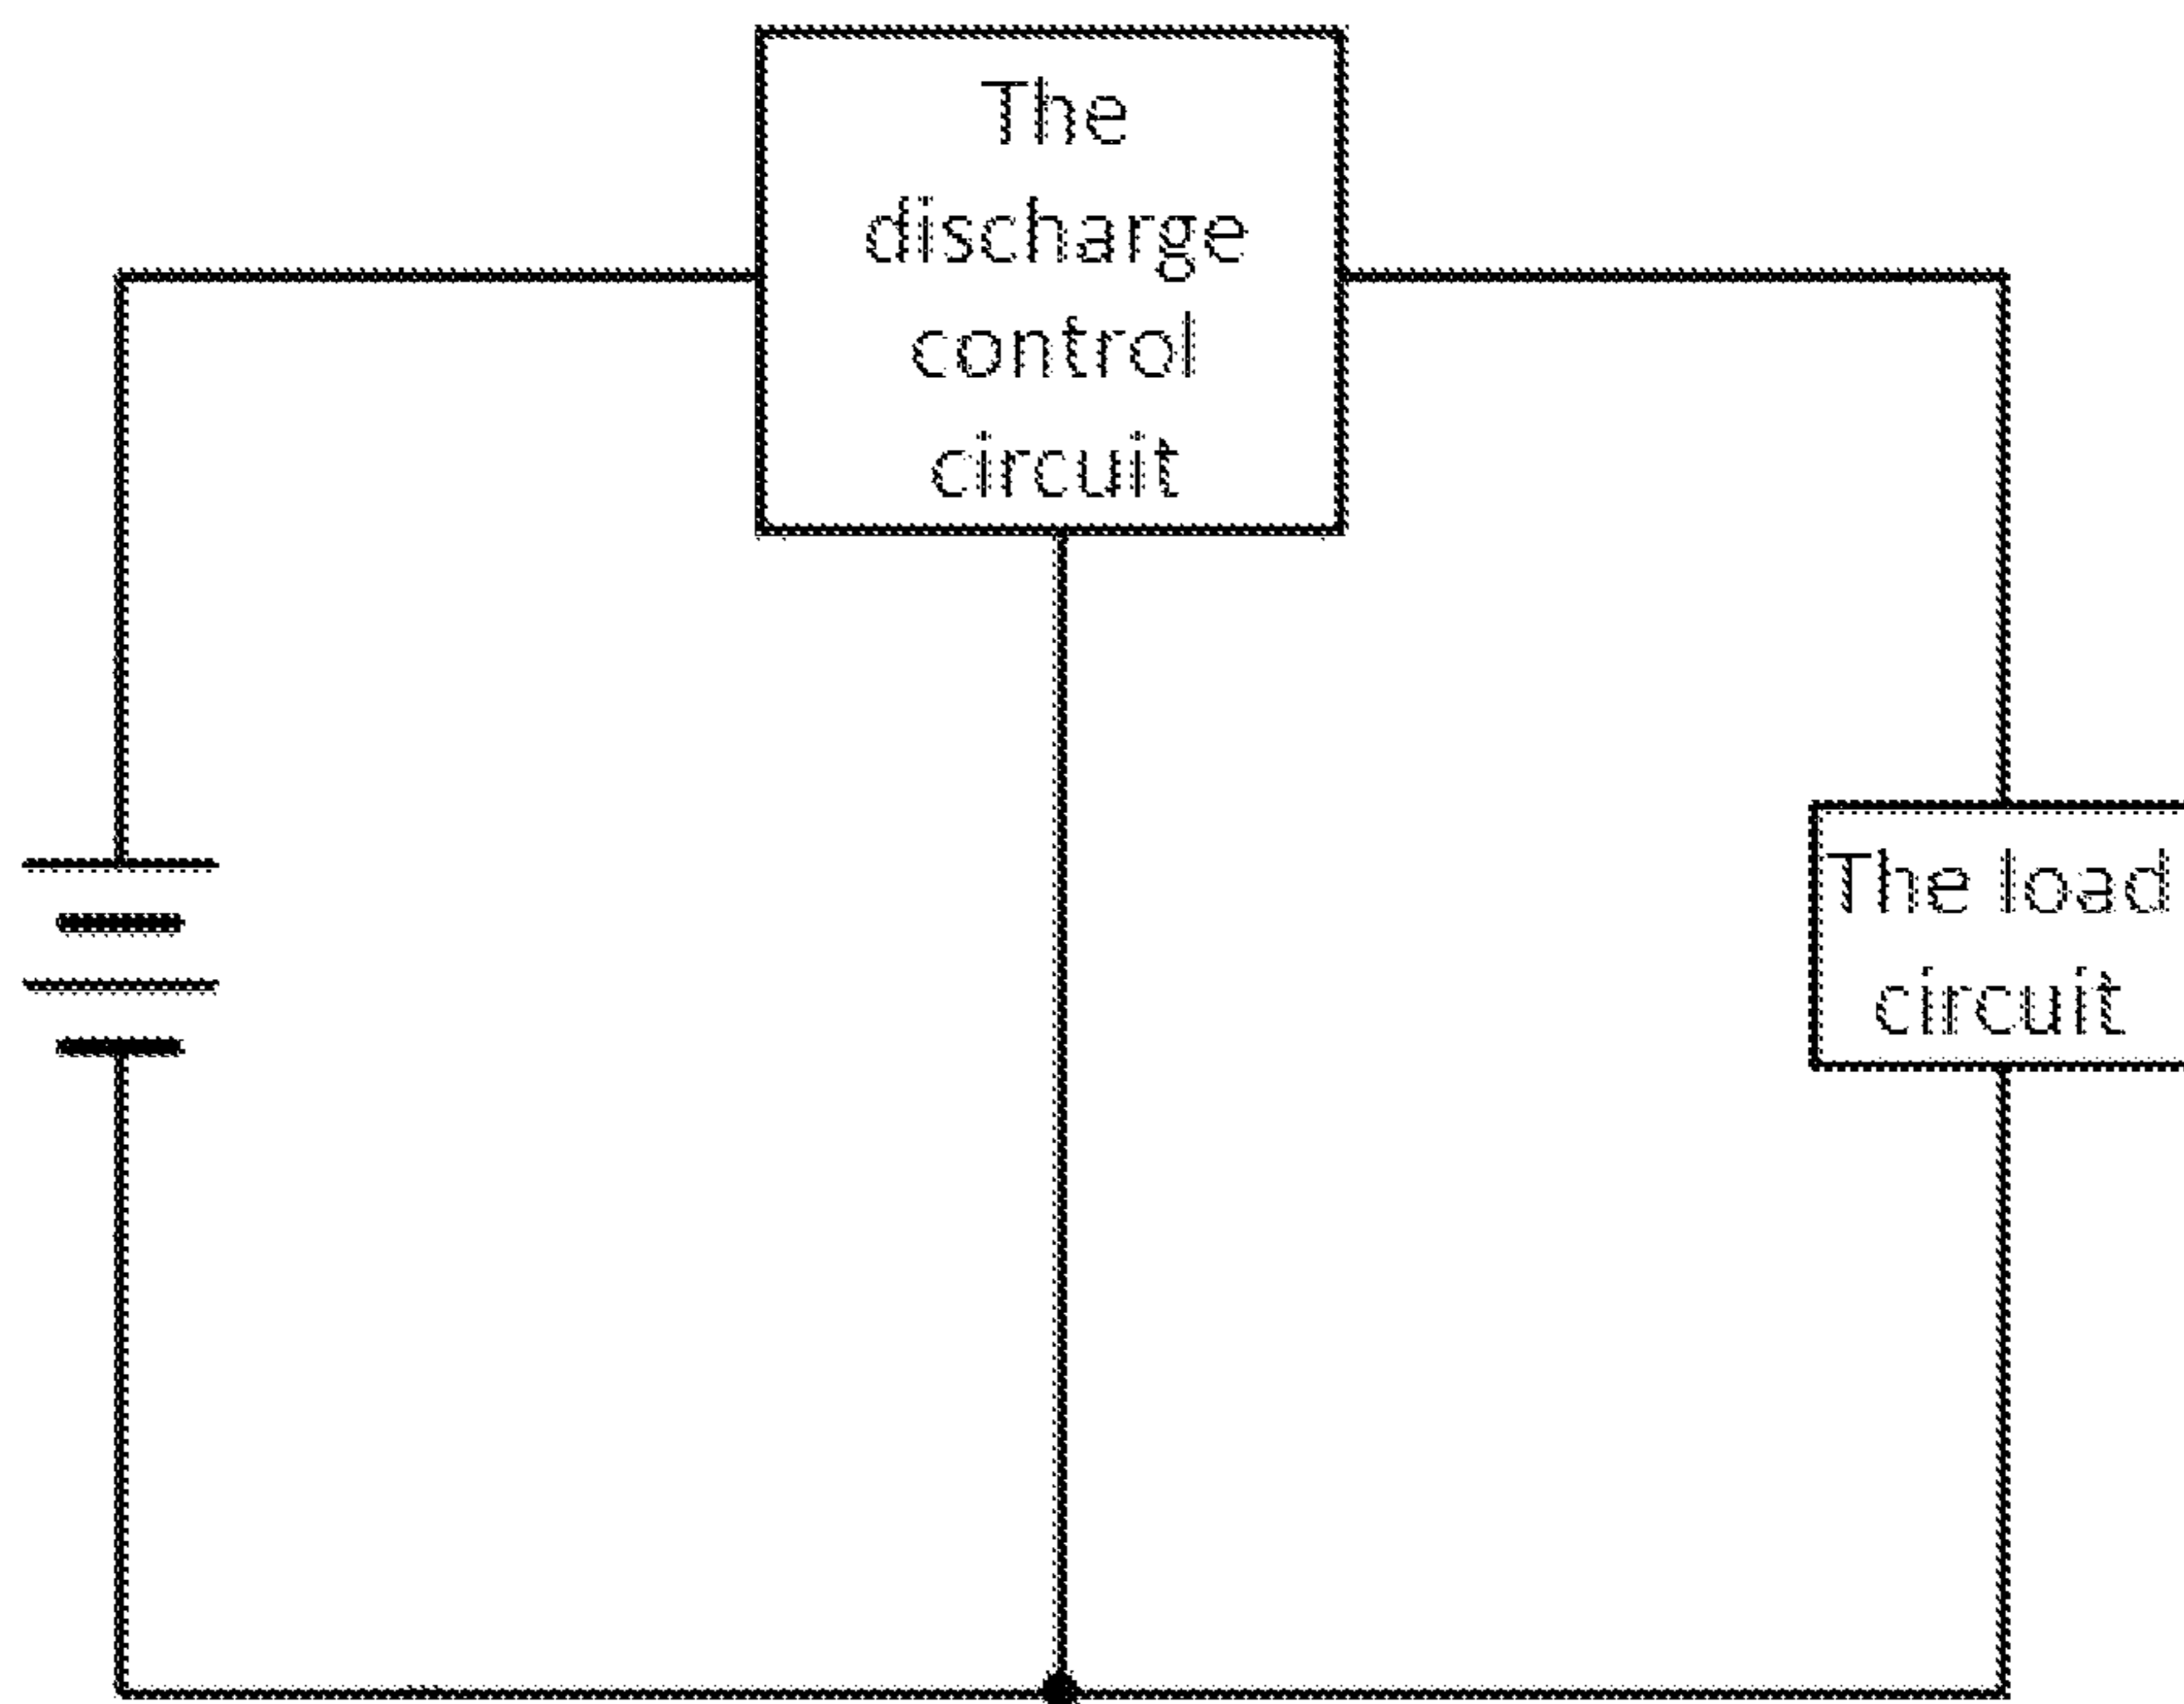 The
discharge
control
circuit
The load
circuit